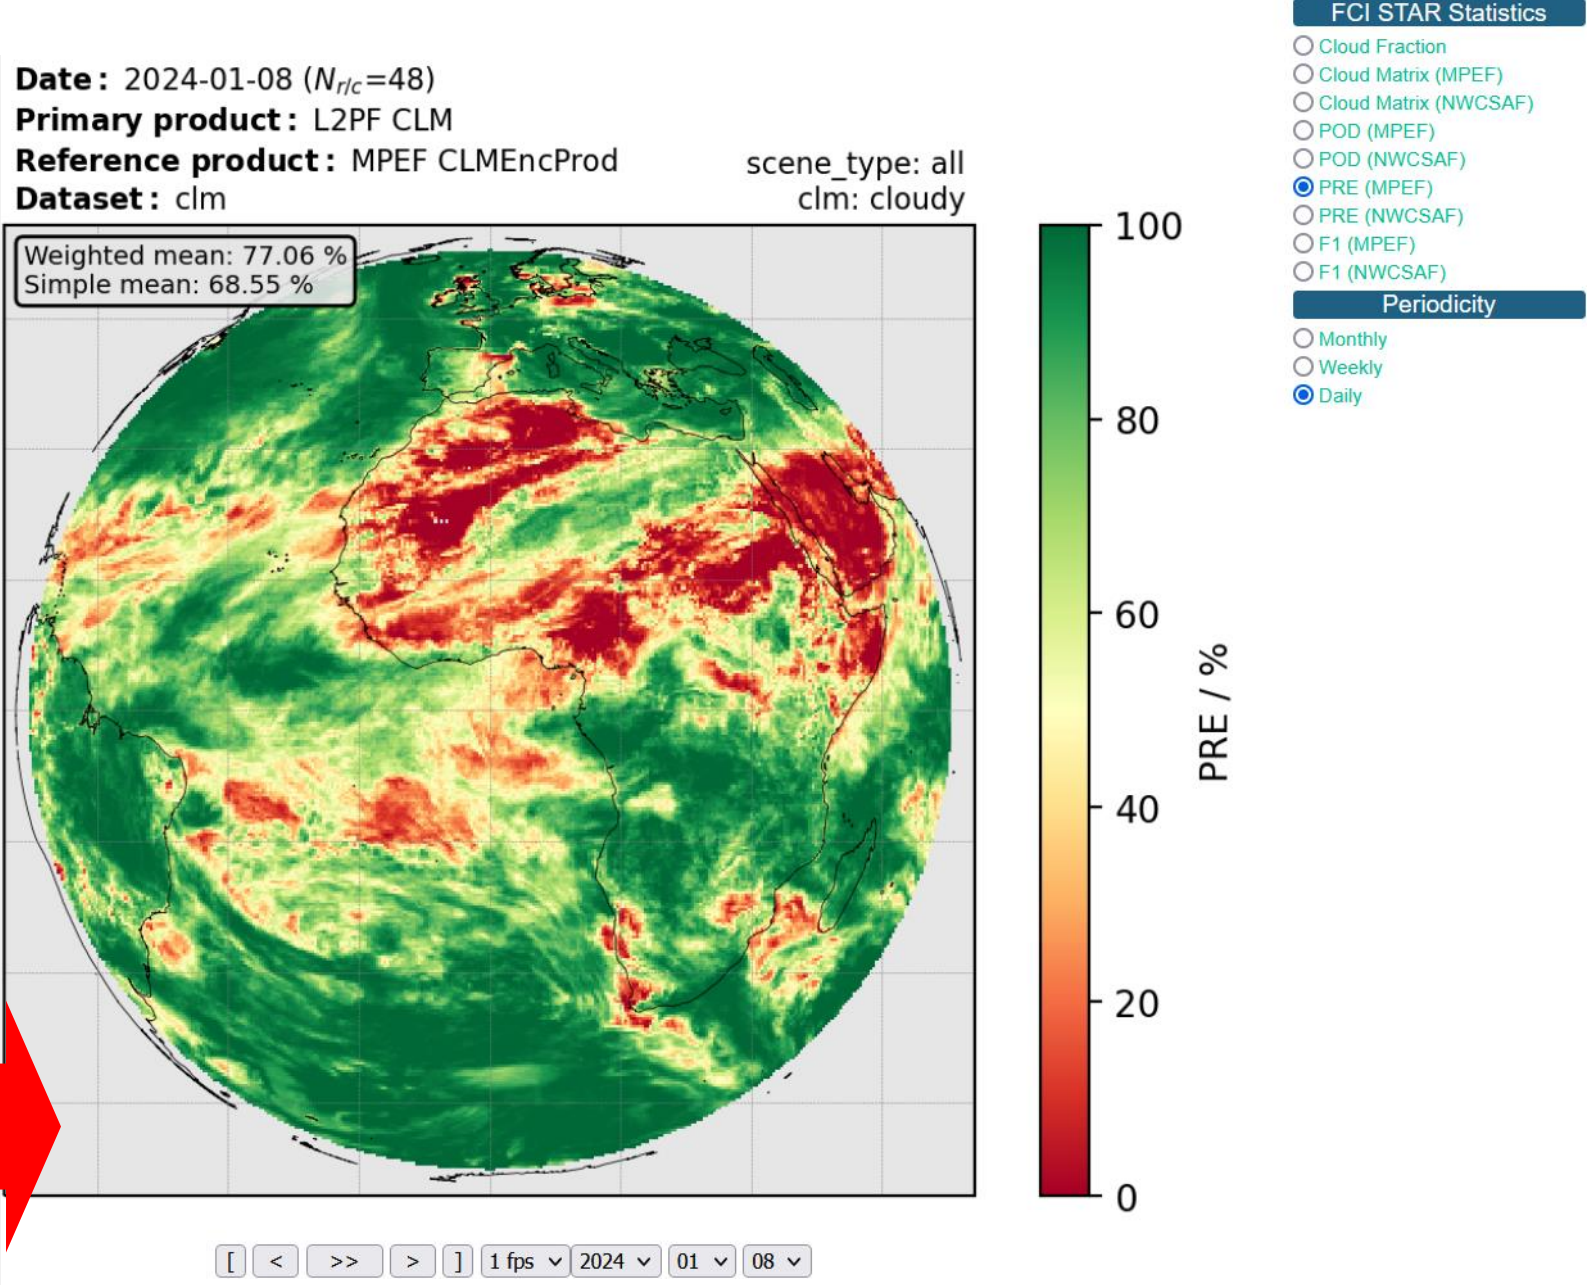 FCI STAR Statistics
Cloud Fraction
Cloud Matrix (MPEF)
Cloud Matrix (NWCSAF)
POD (MPEF)
POD (NWCSAF)
PRE (MPEF)
PRE (NWCSAF)
F1 (MPEF)
F1 (NWCSAF)
Periodicity
Monthly
Weekly
Daily
Date: 2024-01-08 (Nr/c=48)
Primary product: L2PF CLM
Reference product: MPEF CLMEncProd
Dataset: clm
scene_type: all
clm: cloudy
Weighted mean: 77.06 %
Simple mean: 68.55 %
100
80
60
40
20
0
PRE / %
[ < >> > ] 1 fps 2024 01 08